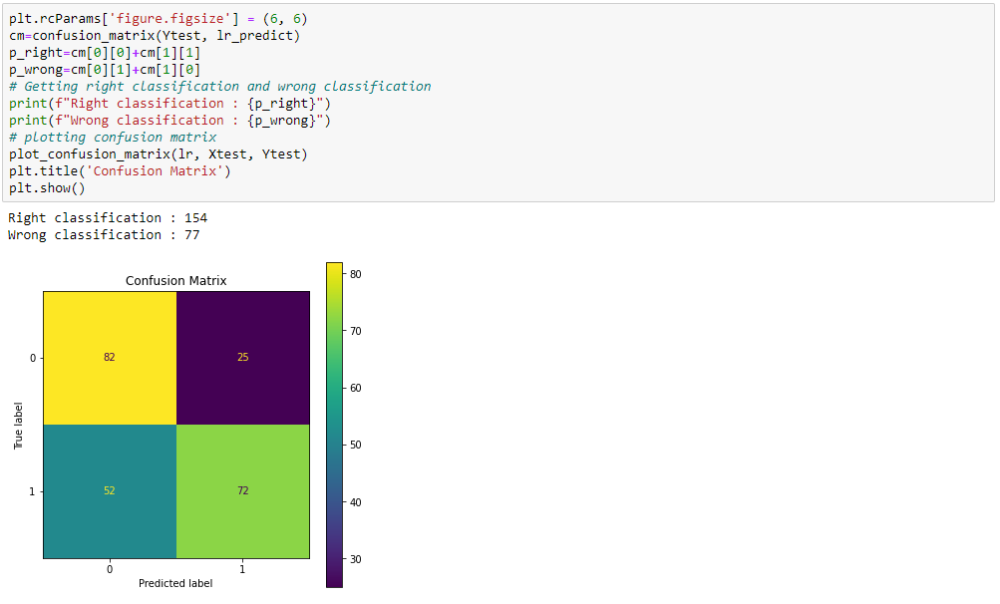 plt.rcParams['figure.figsize'] = (6, 6)
cm=confusion_matrix(Ytest, lr_predict)
p_right=cm[0][0]+cm[1][1]
p_wrong=cm[0][1]+cm[1][0]
# Getting right classification and wrong classification
print(f"Right classification : {p_right}")
print(f"Wrong classification : {p_wrong}")
# plotting confusion matrix
plot_confusion_matrix(lr, Xtest, Ytest)
plt.title('Confusion Matrix')
plt.show()
Right classification : 154
Wrong classification : 77
Confusion Matrix
80
70
60
50
40
30
True label
0
82 25
1
52 72
0 1
Predicted label